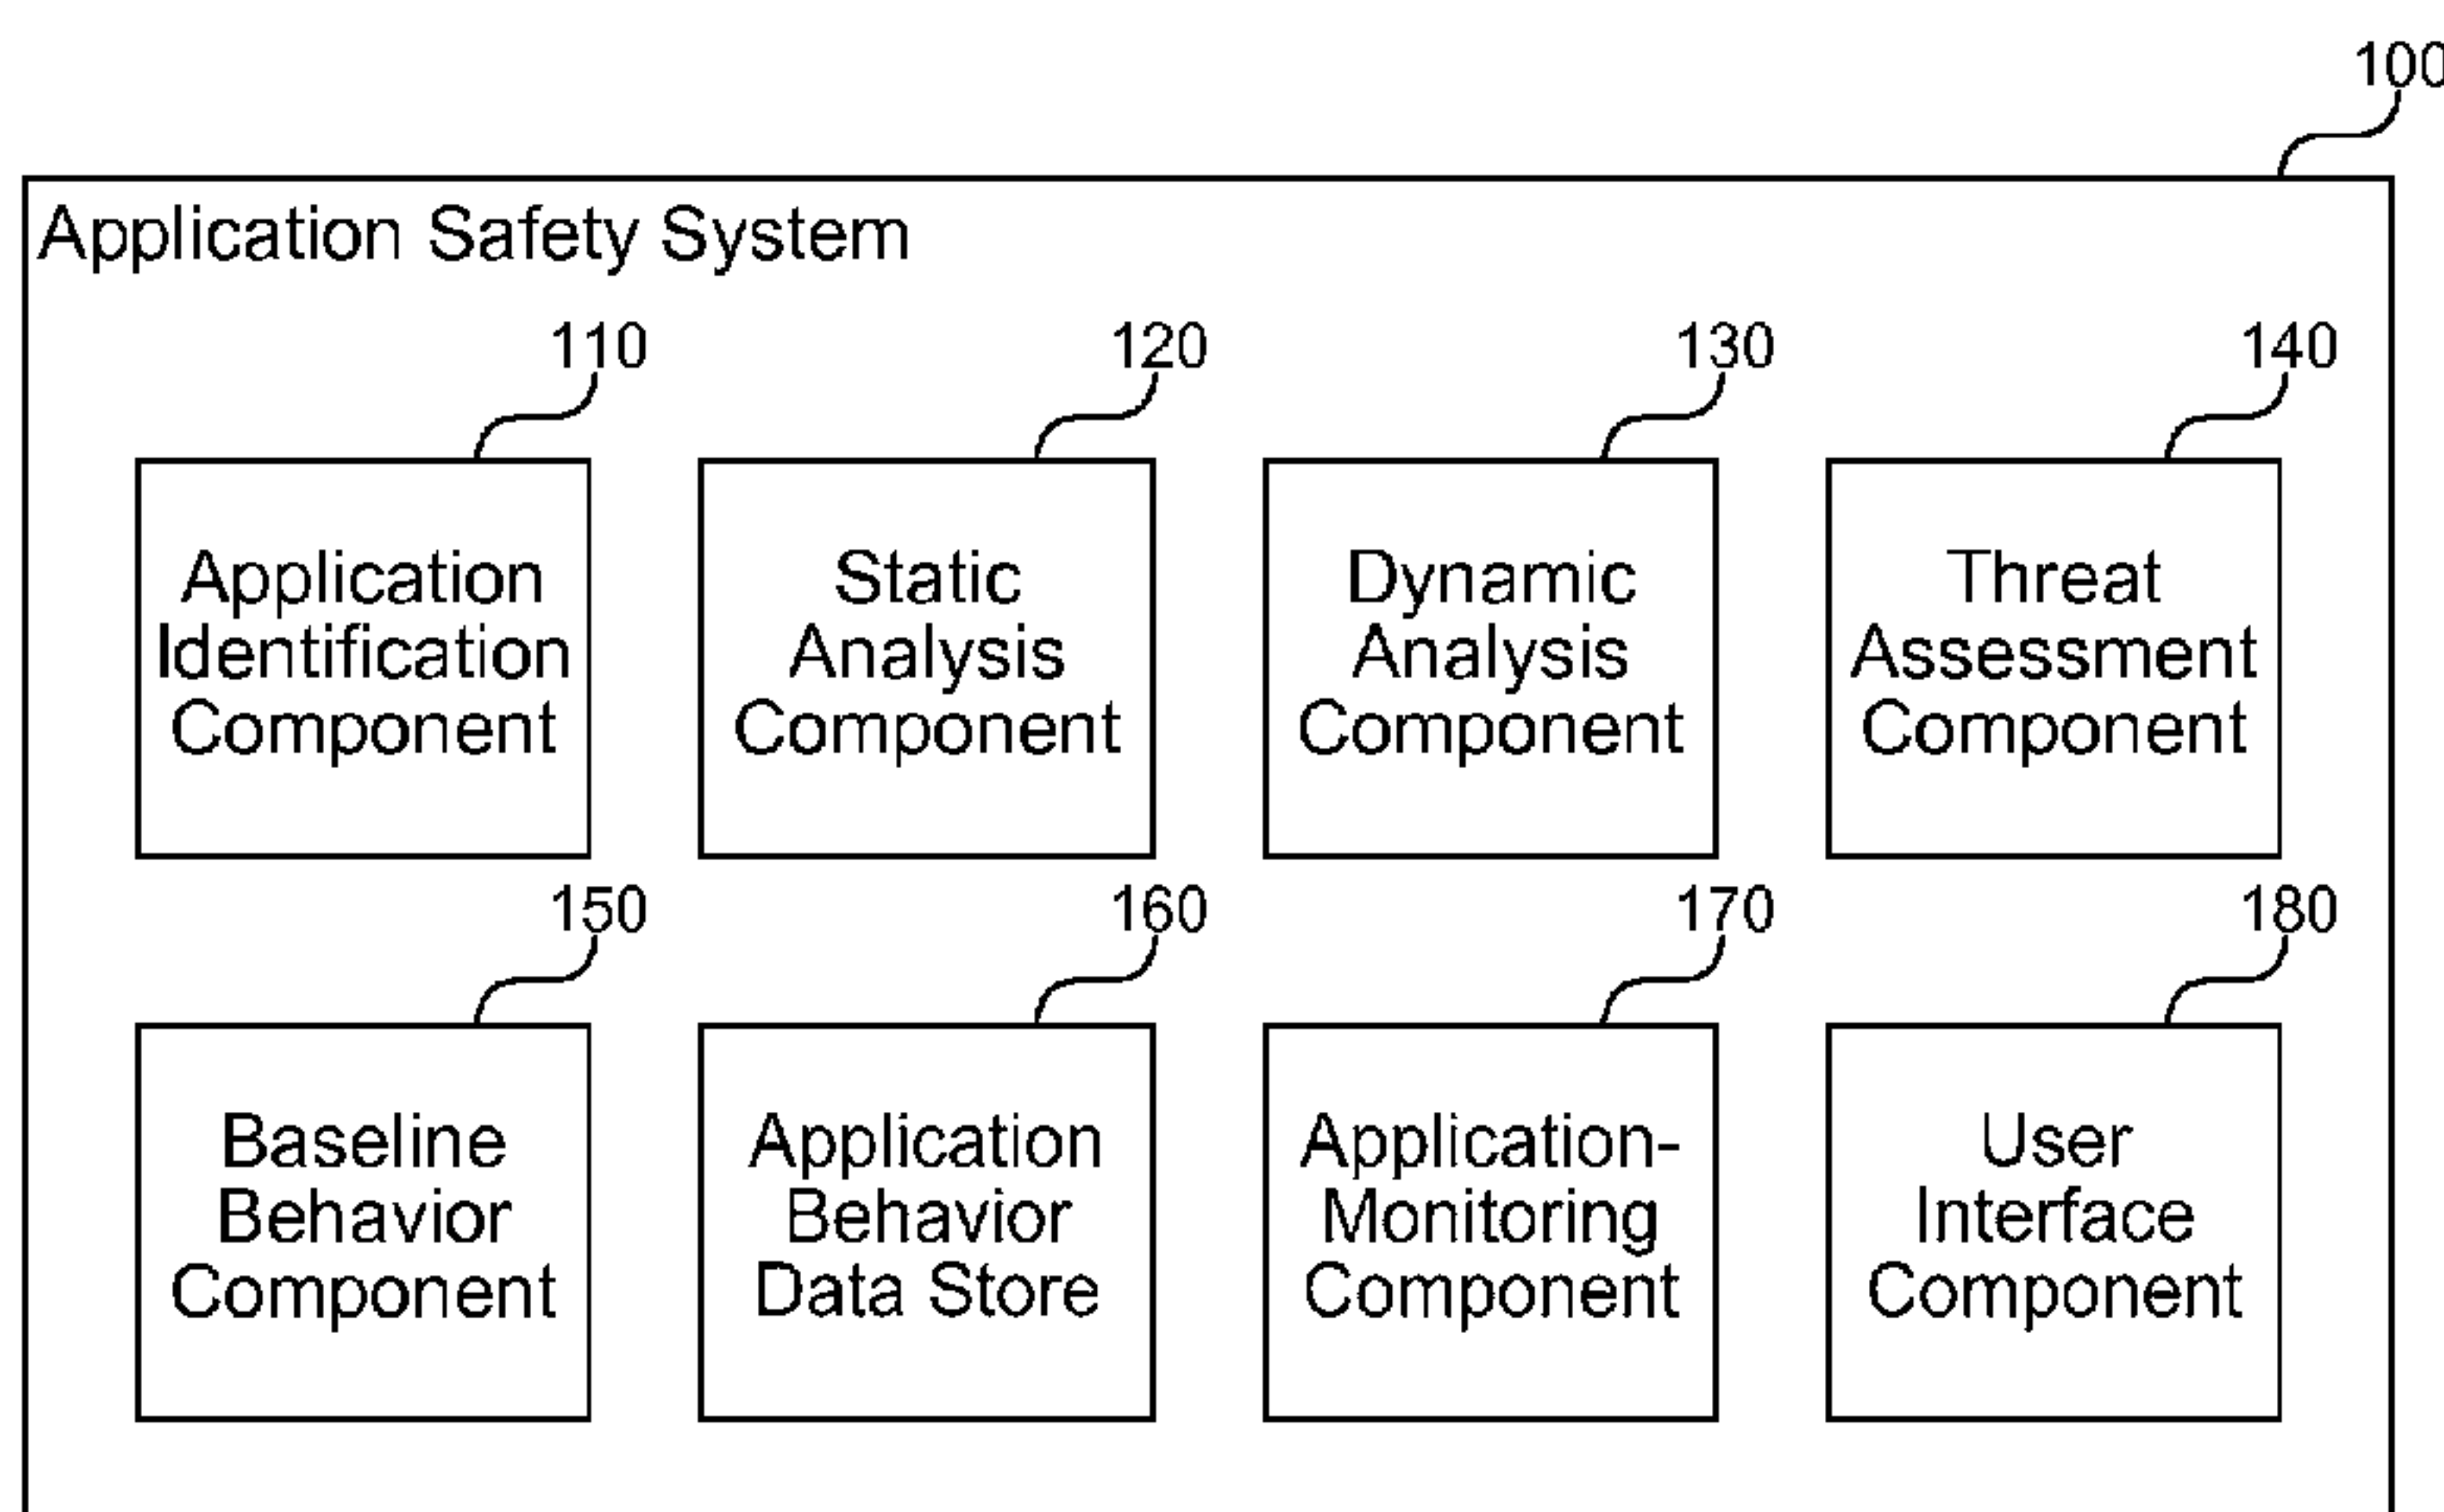 100
Application Safety System
110
120
130
140
Application
Identification
Component
Static
Analysis
Component
Dynamic
Analysis
Component
Threat
Assessment
Component
150
160
170
180
Baseline
Behavior
Component
Application
Behavior
Data Store
Application-
Monitoring
Component
User
Interface
Component